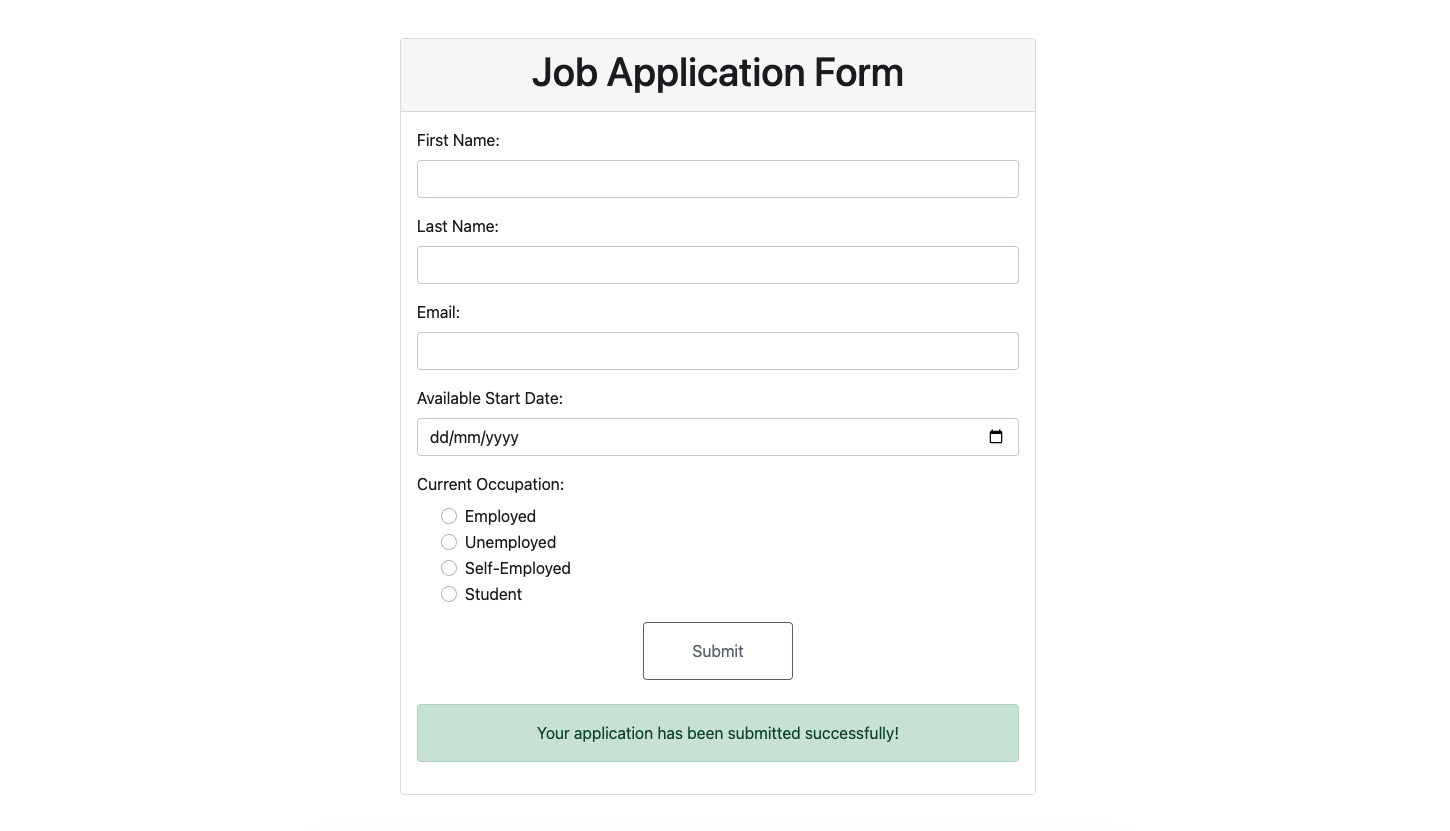 Job Application Form
First Name:
Last Name:
Email:
Available Start Date:
dd/mm/yyyy
Current Occupation:
Employed
Unemployed
Self-Employed
Student
Submit
Your application has been submitted successfully!